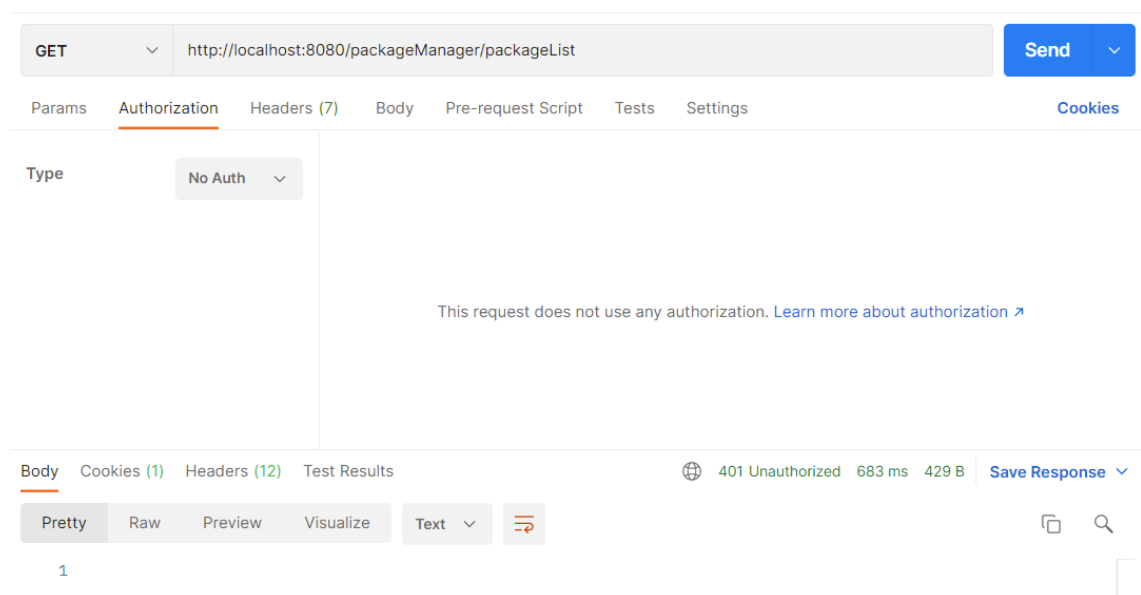 GET http://localhost:8080/packageManager/packageList Send
Params Authorization Headers (7) Body Pre-request Script Tests Settings Cookies
Type No Auth
This request does not use any authorization. Learn more about authorization ↗
Body Cookies (1) Headers (12) Test Results 401 Unauthorized 683 ms 429 B Save Response
Pretty Raw Preview Visualize Text
1